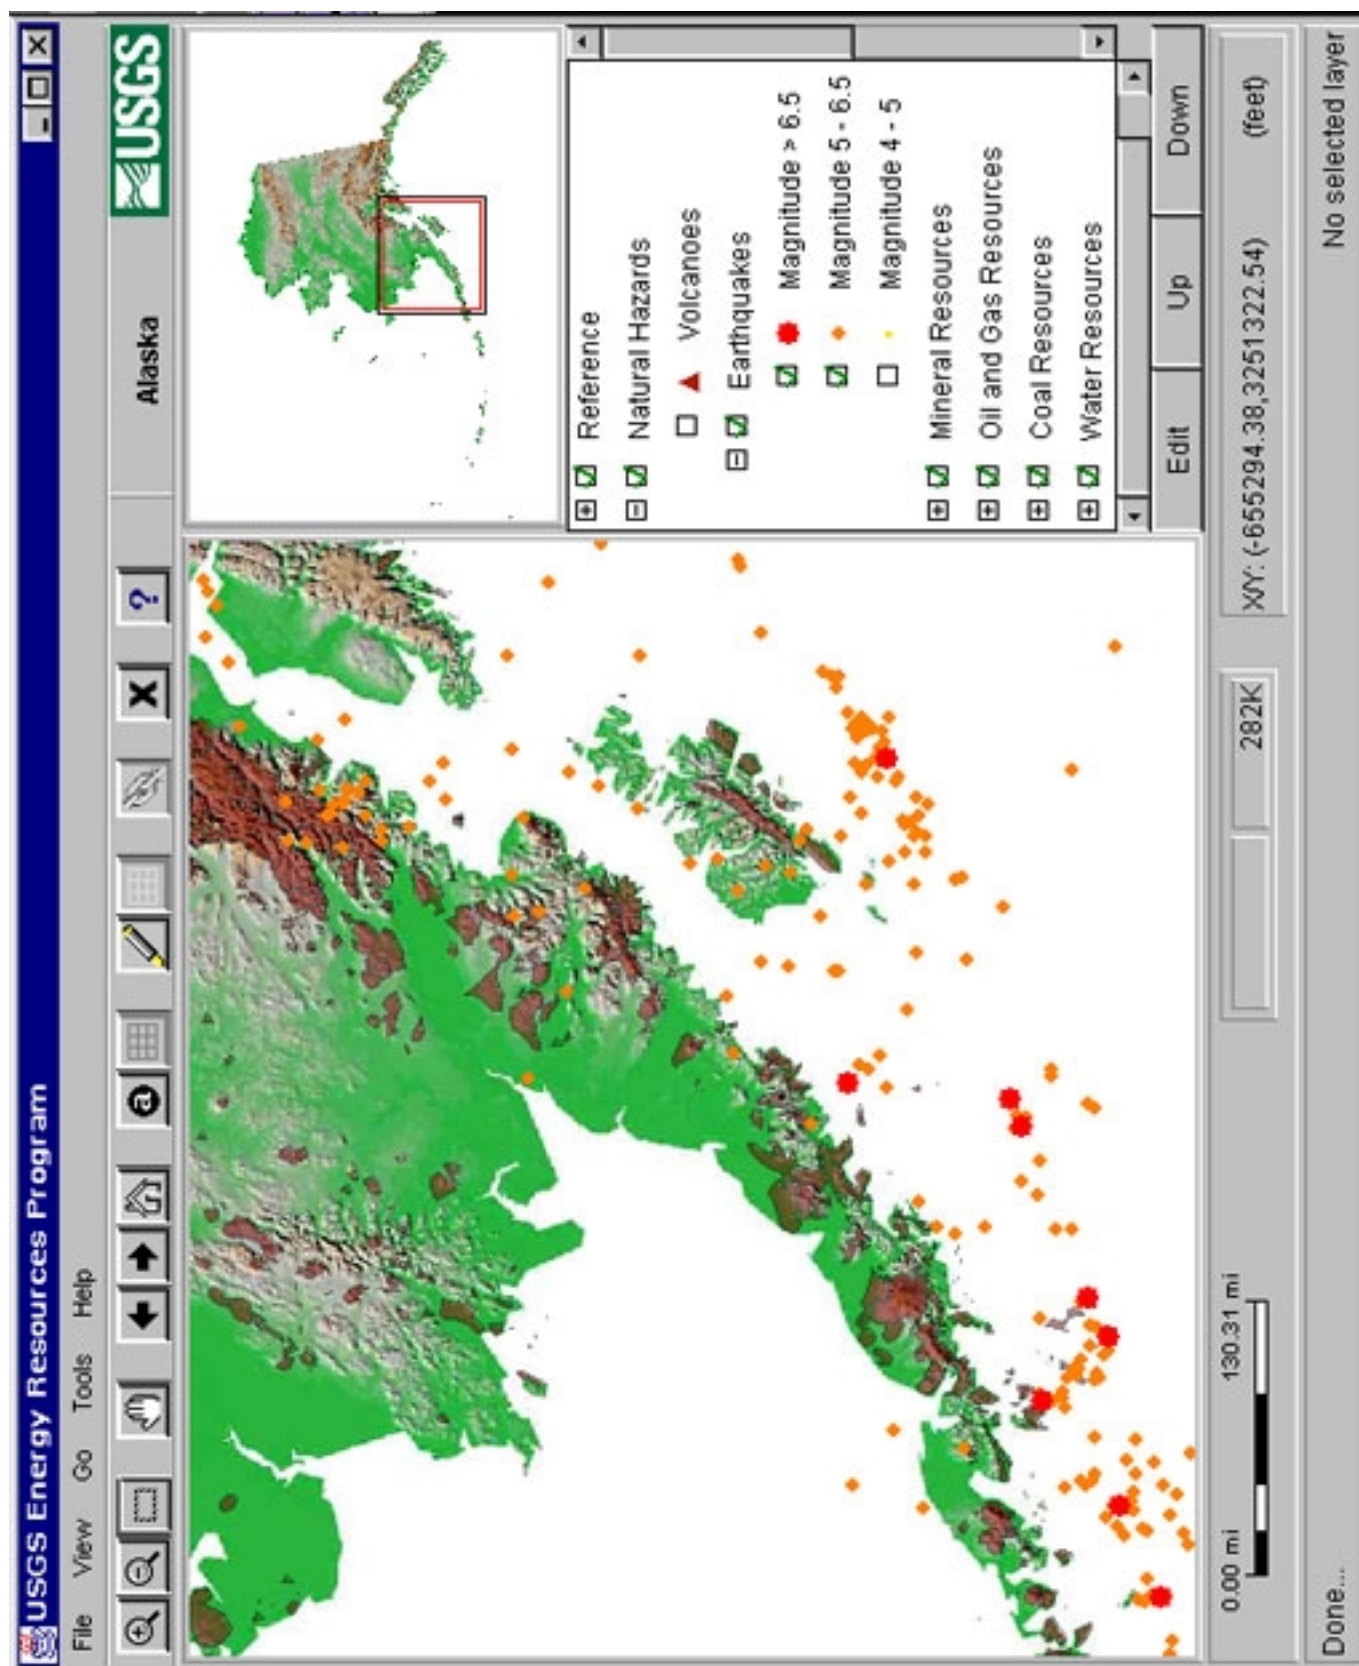 USGS Energy Resources Program
File View Go Tools Help
a
?
Alaska
USGS
Reference
Natural Hazards
Volcanoes
Earthquakes
Magnitude > 6.5
Magnitude 5 - 6.5
Magnitude 4 - 5
Mineral Resources
Oil and Gas Resources
Coal Resources
Water Resources
Edit Up Down
0.00 mi 130.31 mi
282K
X/Y: (-655294.38,3251322.54) (feet)
Done... No selected layer